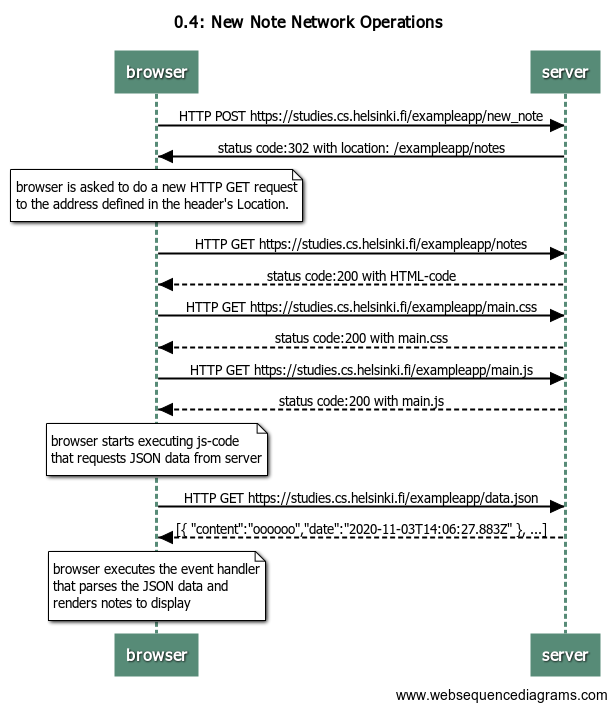 0.4: New Note Network Operations
browser
server
HTTP POST https://studies.cs.helsinki.fi/exampleapp/new_note
status code:302 with location: /exampleapp/notes
browser is asked to do a new HTTP GET request
to the address defined in the header's Location.
HTTP GET https://studies.cs.helsinki.fi/exampleapp/notes
status code:200 with HTML-code
HTTP GET https://studies.cs.helsinki.fi/exampleapp/main.css
status code:200 with main.css
HTTP GET https://studies.cs.helsinki.fi/exampleapp/main.js
status code:200 with main.js
browser starts executing js-code
that requests JSON data from server
HTTP GET https://studies.cs.helsinki.fi/exampleapp/data.json
[{ "content":"oooooo","date":"2020-11-03T14:06:27.883Z" }, ...]
browser executes the event handler
that parses the JSON data and
renders notes to display
browser
server
www.websequencediagrams.com